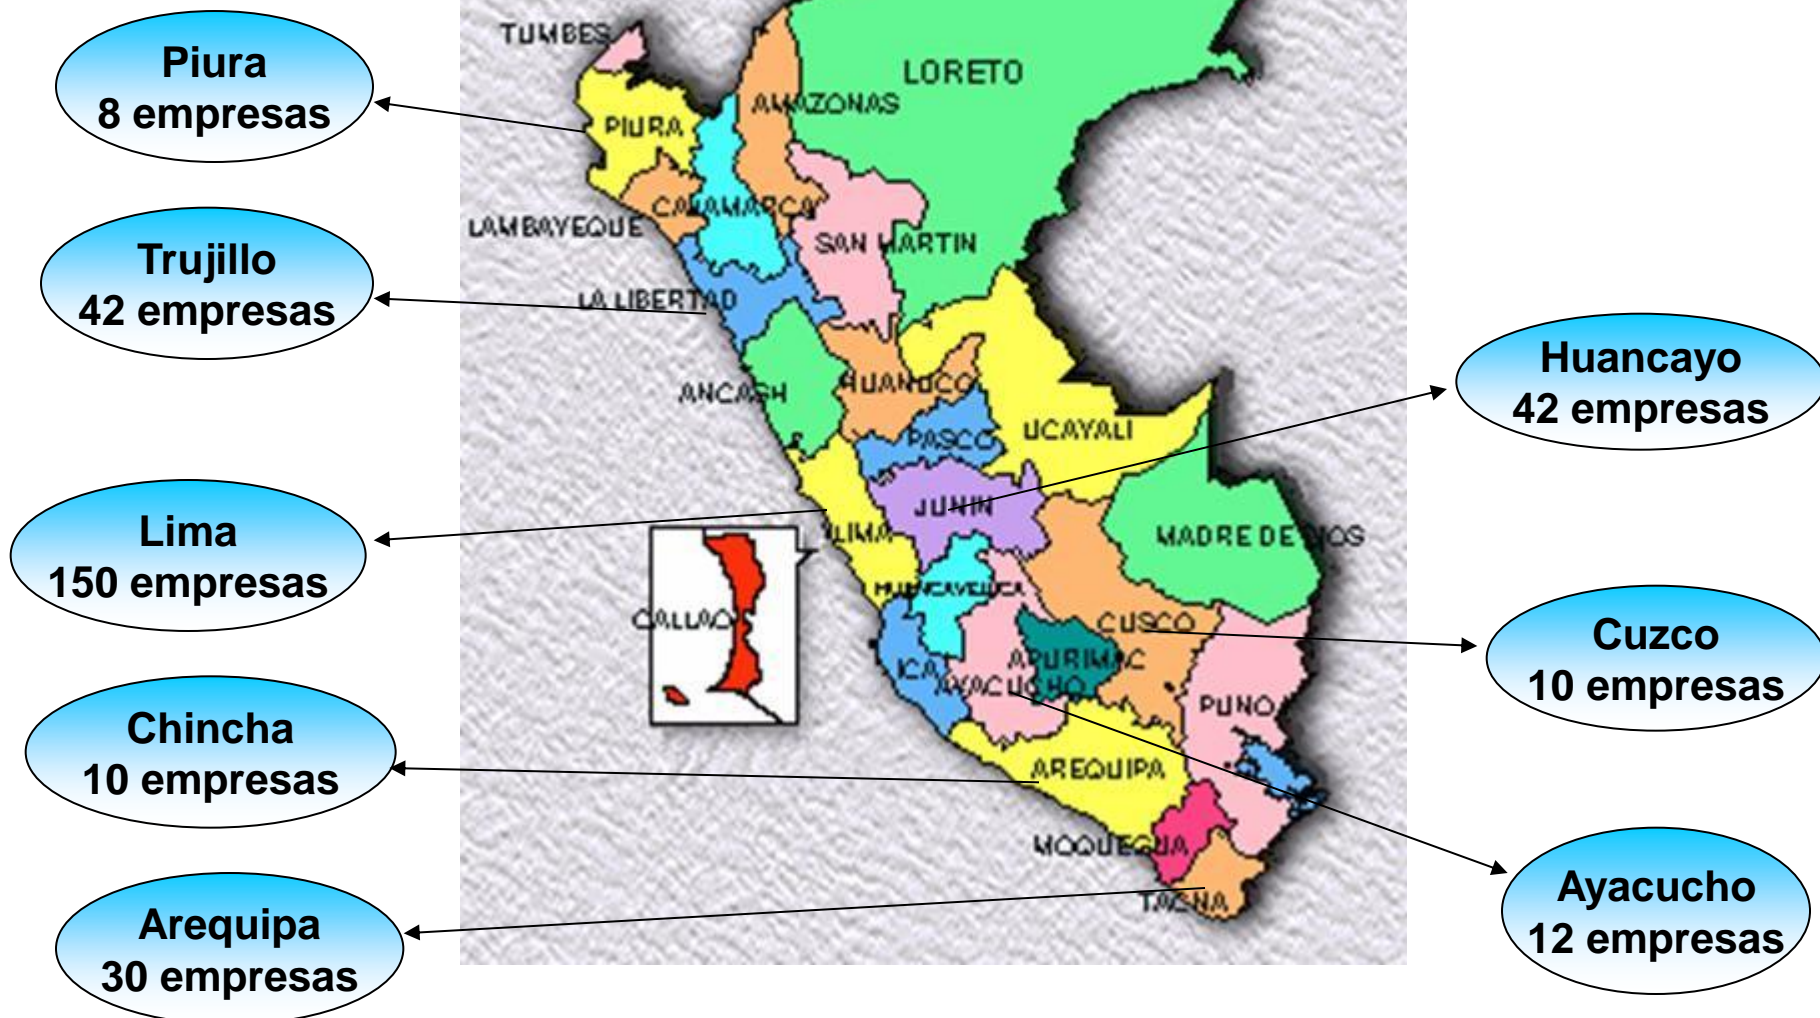 Piura
8 empresas
Trujillo
42 empresas
Lima
150 empresas
Chincha
10 empresas
Arequipa
30 empresas
TUMBES
LORETO
AMAZONAS
PIURA
CAJAMARCA
LAMBAYEQUE
SAN MARTIN
LA LIBERTAD
ANCASH
HUANUCO
PASCO
UCAYALI
JUNIN
LIMA
MADRE DE DIOS
HUANCAVELICA
CALLAO
CUSCO
ICA
APURIMAC
AYACUCHO
PUNO
AREQUIPA
MOQUEGUA
TACNA
Huancayo
42 empresas
Cuzco
10 empresas
Ayacucho
12 empresas